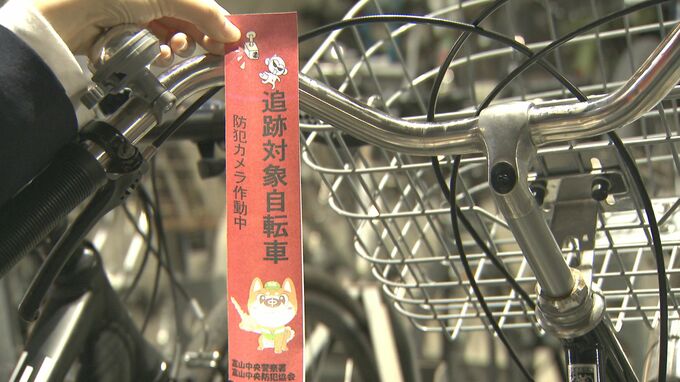 追跡対象自転車
防犯カメラ作動中
中
富山中央警察署
富山中央防犯協会